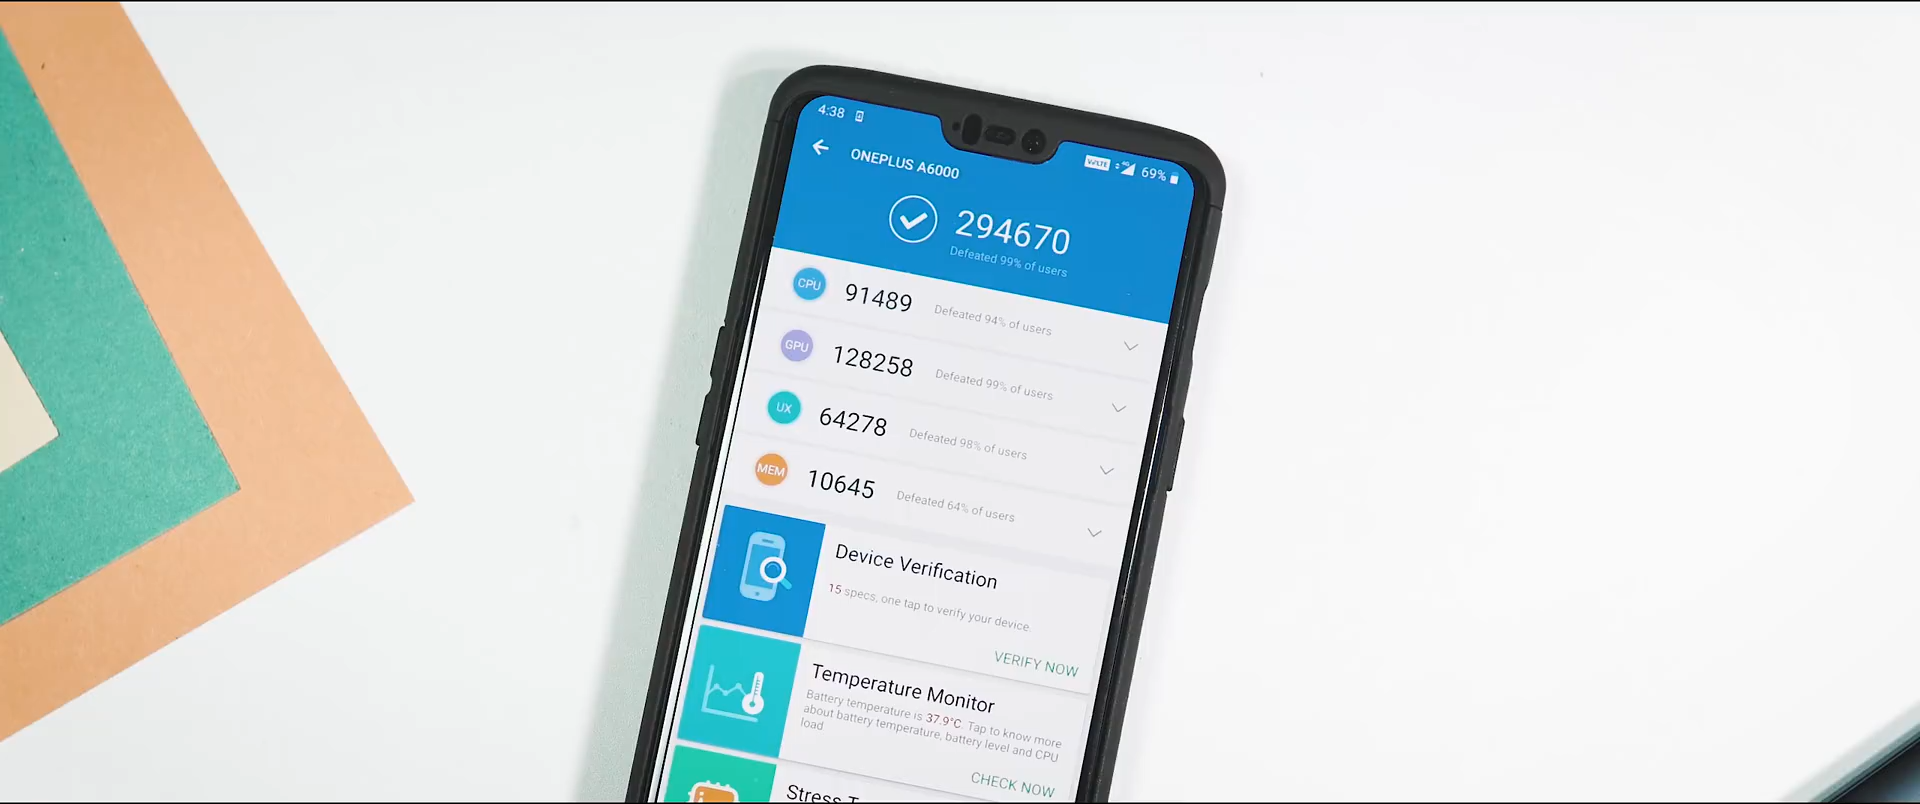 4:38
VoLTE 4G 69%
ONEPLUS A6000
294670
Defeated 99% of users
CPU 91489 Defeated 94% of users
GPU 128258 Defeated 99% of users
UX 64278 Defeated 98% of users
MEM 10645 Defeated 64% of users
Device Verification
15 specs, one tap to verify your device.
VERIFY NOW
Temperature Monitor
Battery temperature is 37.9°C. Tap to know more
about battery temperature, battery level and CPU
load
CHECK NOW
Stress